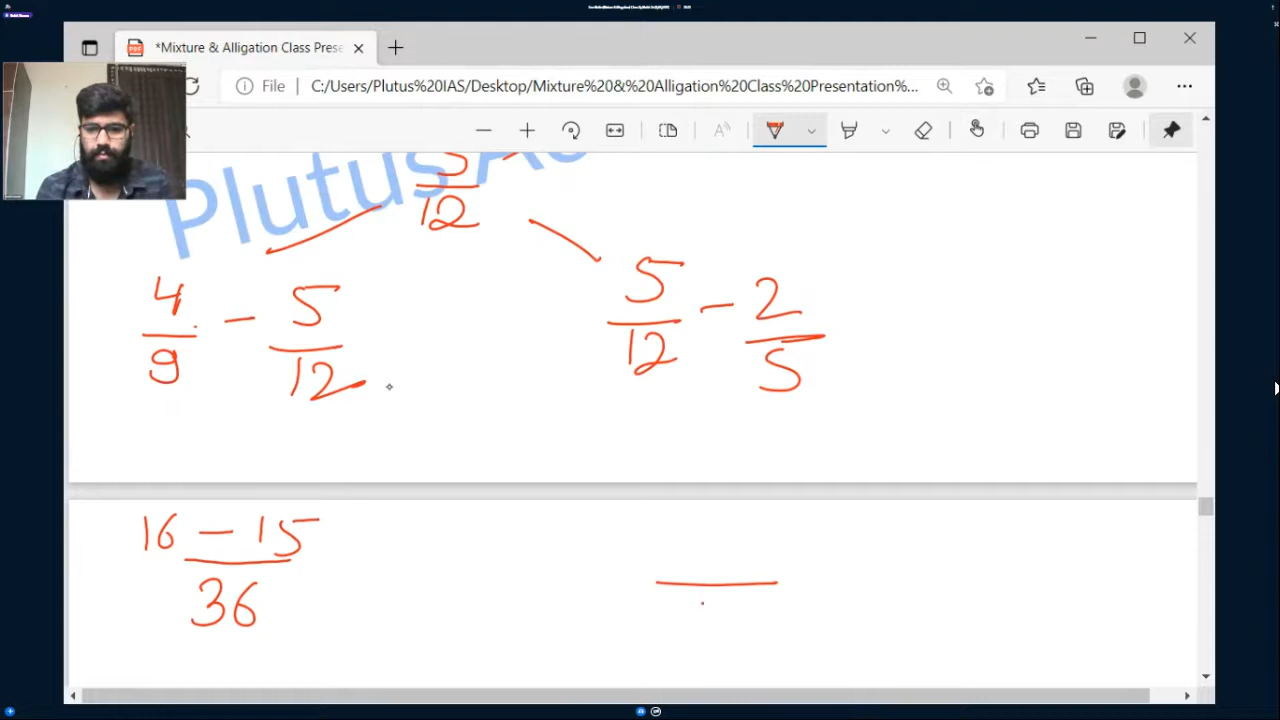 *Mixture & Alligation Class Prese
File C:/Users/Plutus%20IAS/Desktop/Mixture%20&%20Alligation%20Class%20Presentation%...
Plutus
5/12
4/9 - 5/12
5/12 - 2/5
16 - 15
36